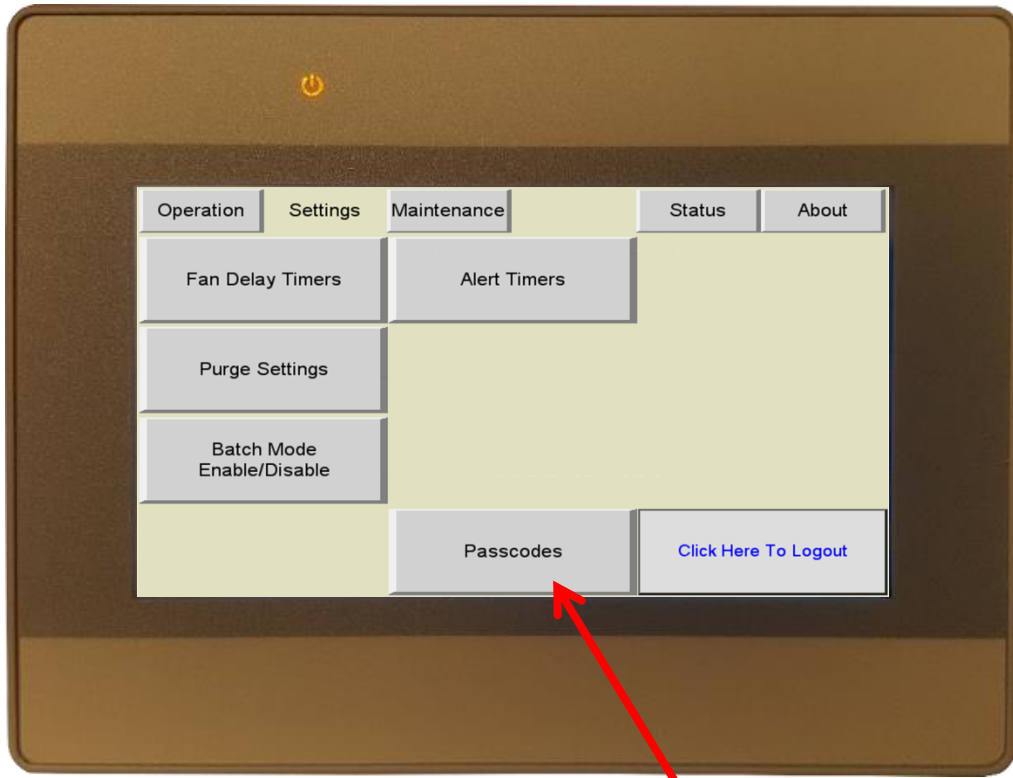 Operation Settings Maintenance Status About
Fan Delay Timers Alert Timers
Purge Settings
Batch Mode
Enable/Disable
Passcodes Click Here To Logout